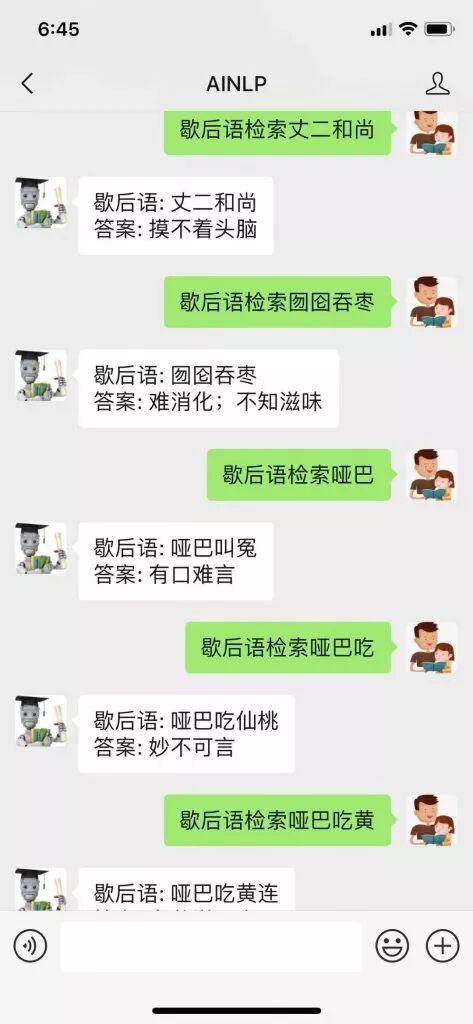 6:45
AINLP
歇后语检索丈二和尚
歇后语: 丈二和尚
答案: 摸不着头脑
歇后语检索囫囵吞枣
歇后语: 囫囵吞枣
答案: 难消化；不知滋味
歇后语检索哑巴
歇后语: 哑巴叫冤
答案: 有口难言
歇后语检索哑巴吃
歇后语: 哑巴吃仙桃
答案: 妙不可言
歇后语检索哑巴吃黄
歇后语: 哑巴吃黄连